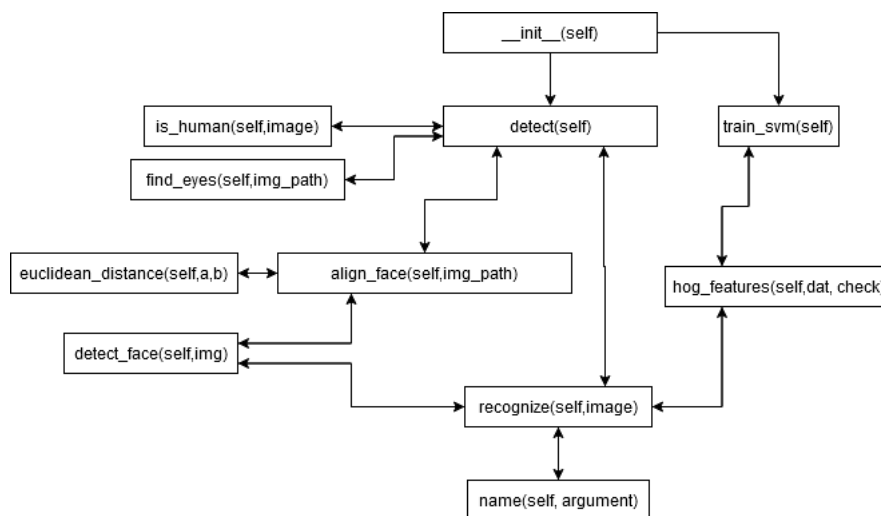 __init__(self)
is_human(self,image)
detect(self)
train_svm(self)
find_eyes(self,img_path)
euclidean_distance(self,a,b)
align_face(self,img_path)
hog_features(self,dat, check)
detect_face(self,img)
recognize(self,image)
name(self, argument)